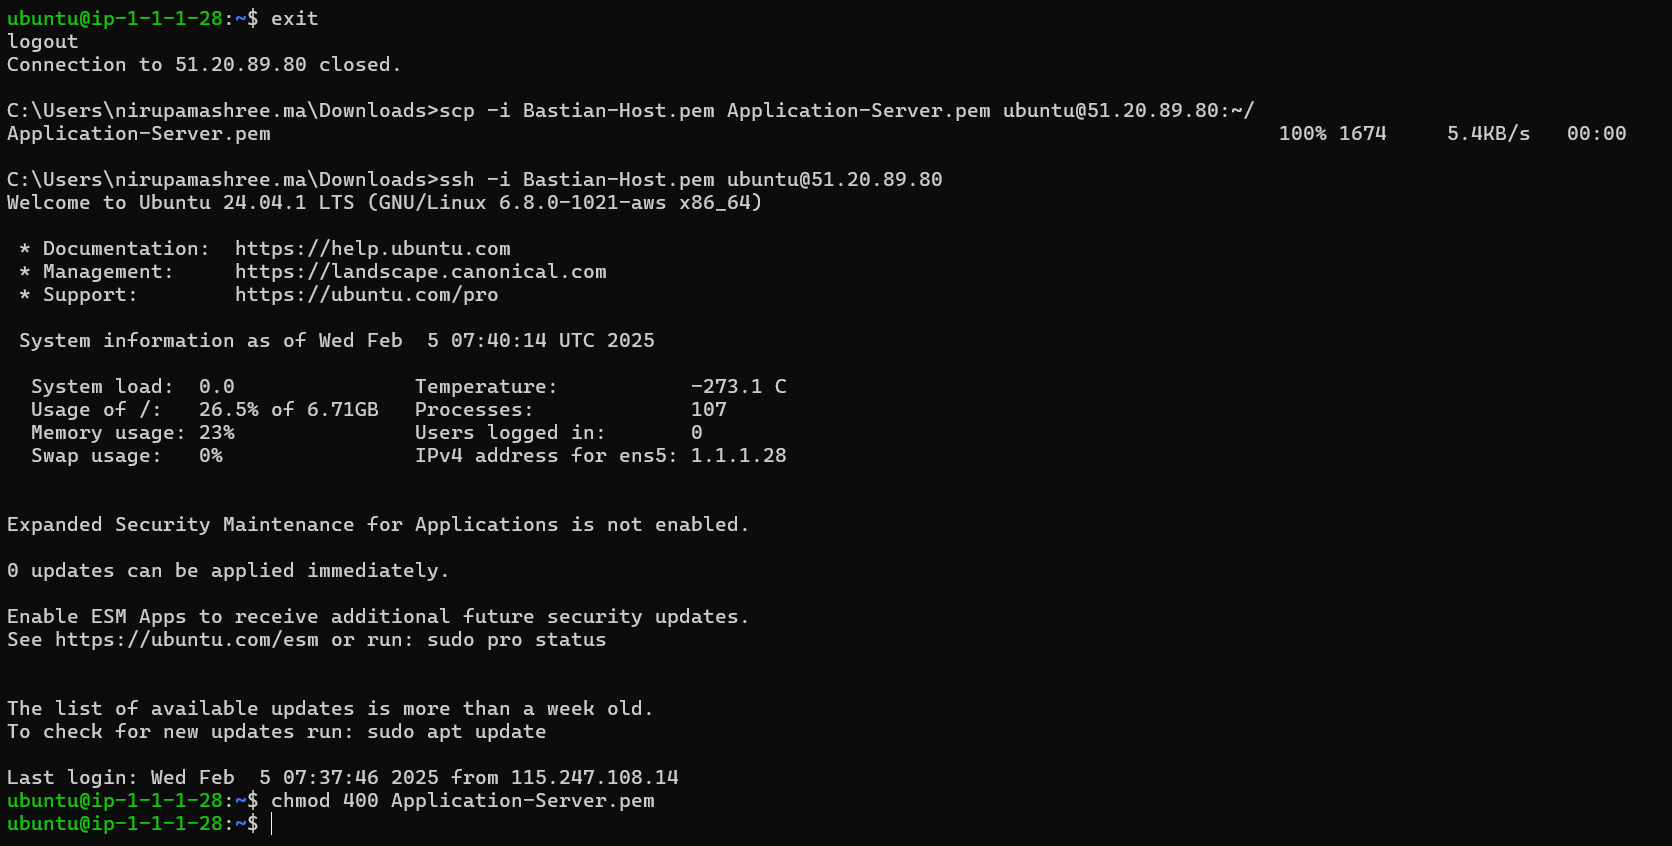 ubuntu@ip-1-1-1-28:~$ exit
logout
Connection to 51.20.89.80 closed.
C:\Users\nirupamashree.ma\Downloads>scp -i Bastian-Host.pem Application-Server.pem ubuntu@51.20.89.80:~/
Application-Server.pem 100% 1674 5.4KB/s 00:00
C:\Users\nirupamashree.ma\Downloads>ssh -i Bastian-Host.pem ubuntu@51.20.89.80
Welcome to Ubuntu 24.04.1 LTS (GNU/Linux 6.8.0-1021-aws x86_64)
* Documentation: https://help.ubuntu.com
* Management: https://landscape.canonical.com
* Support: https://ubuntu.com/pro
System information as of Wed Feb 5 07:40:14 UTC 2025
System load: 0.0 Temperature: -273.1 C
Usage of /: 26.5% of 6.71GB Processes: 107
Memory usage: 23% Users logged in: 0
Swap usage: 0% IPv4 address for ens5: 1.1.1.28
Expanded Security Maintenance for Applications is not enabled.
0 updates can be applied immediately.
Enable ESM Apps to receive additional future security updates.
See https://ubuntu.com/esm or run: sudo pro status
The list of available updates is more than a week old.
To check for new updates run: sudo apt update
Last login: Wed Feb 5 07:37:46 2025 from 115.247.108.14
ubuntu@ip-1-1-1-28:~$ chmod 400 Application-Server.pem
ubuntu@ip-1-1-1-28:~$